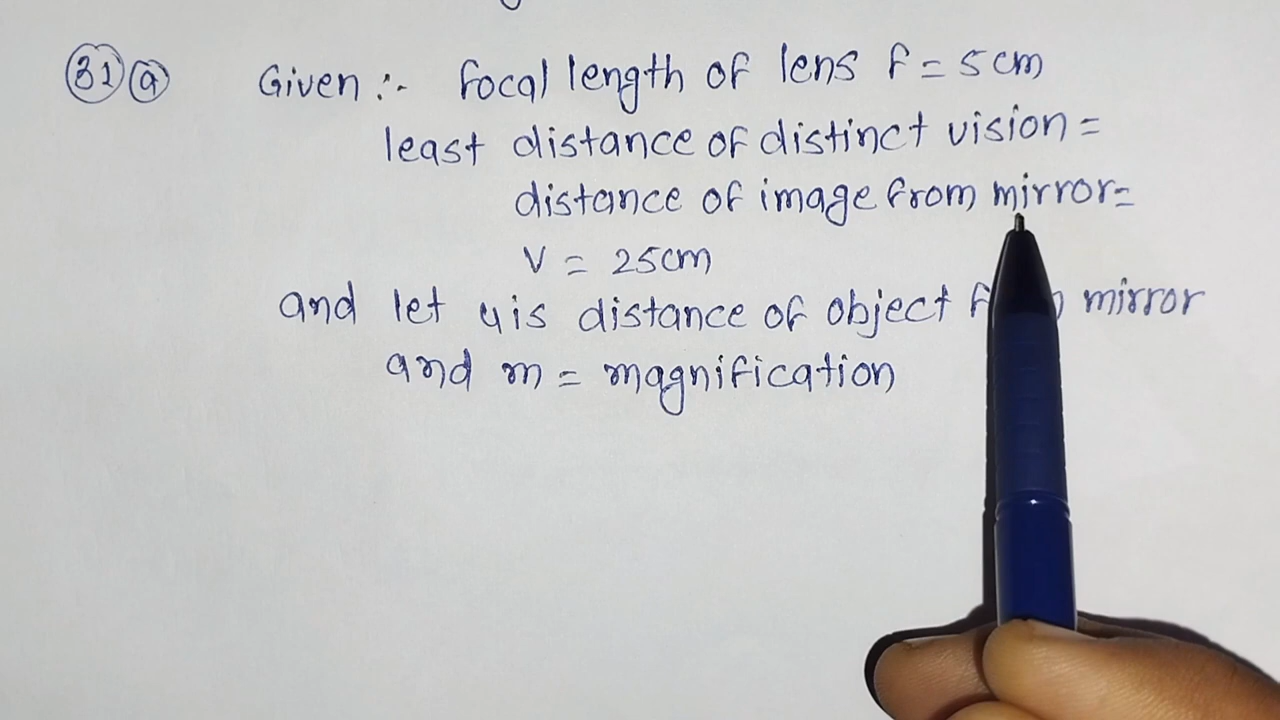 31 a Given :- focal length of lens f = 5cm
least distance of distinct vision =
distance of image from mirror =
v = 25cm
and let u is distance of object mirror
and m = magnification